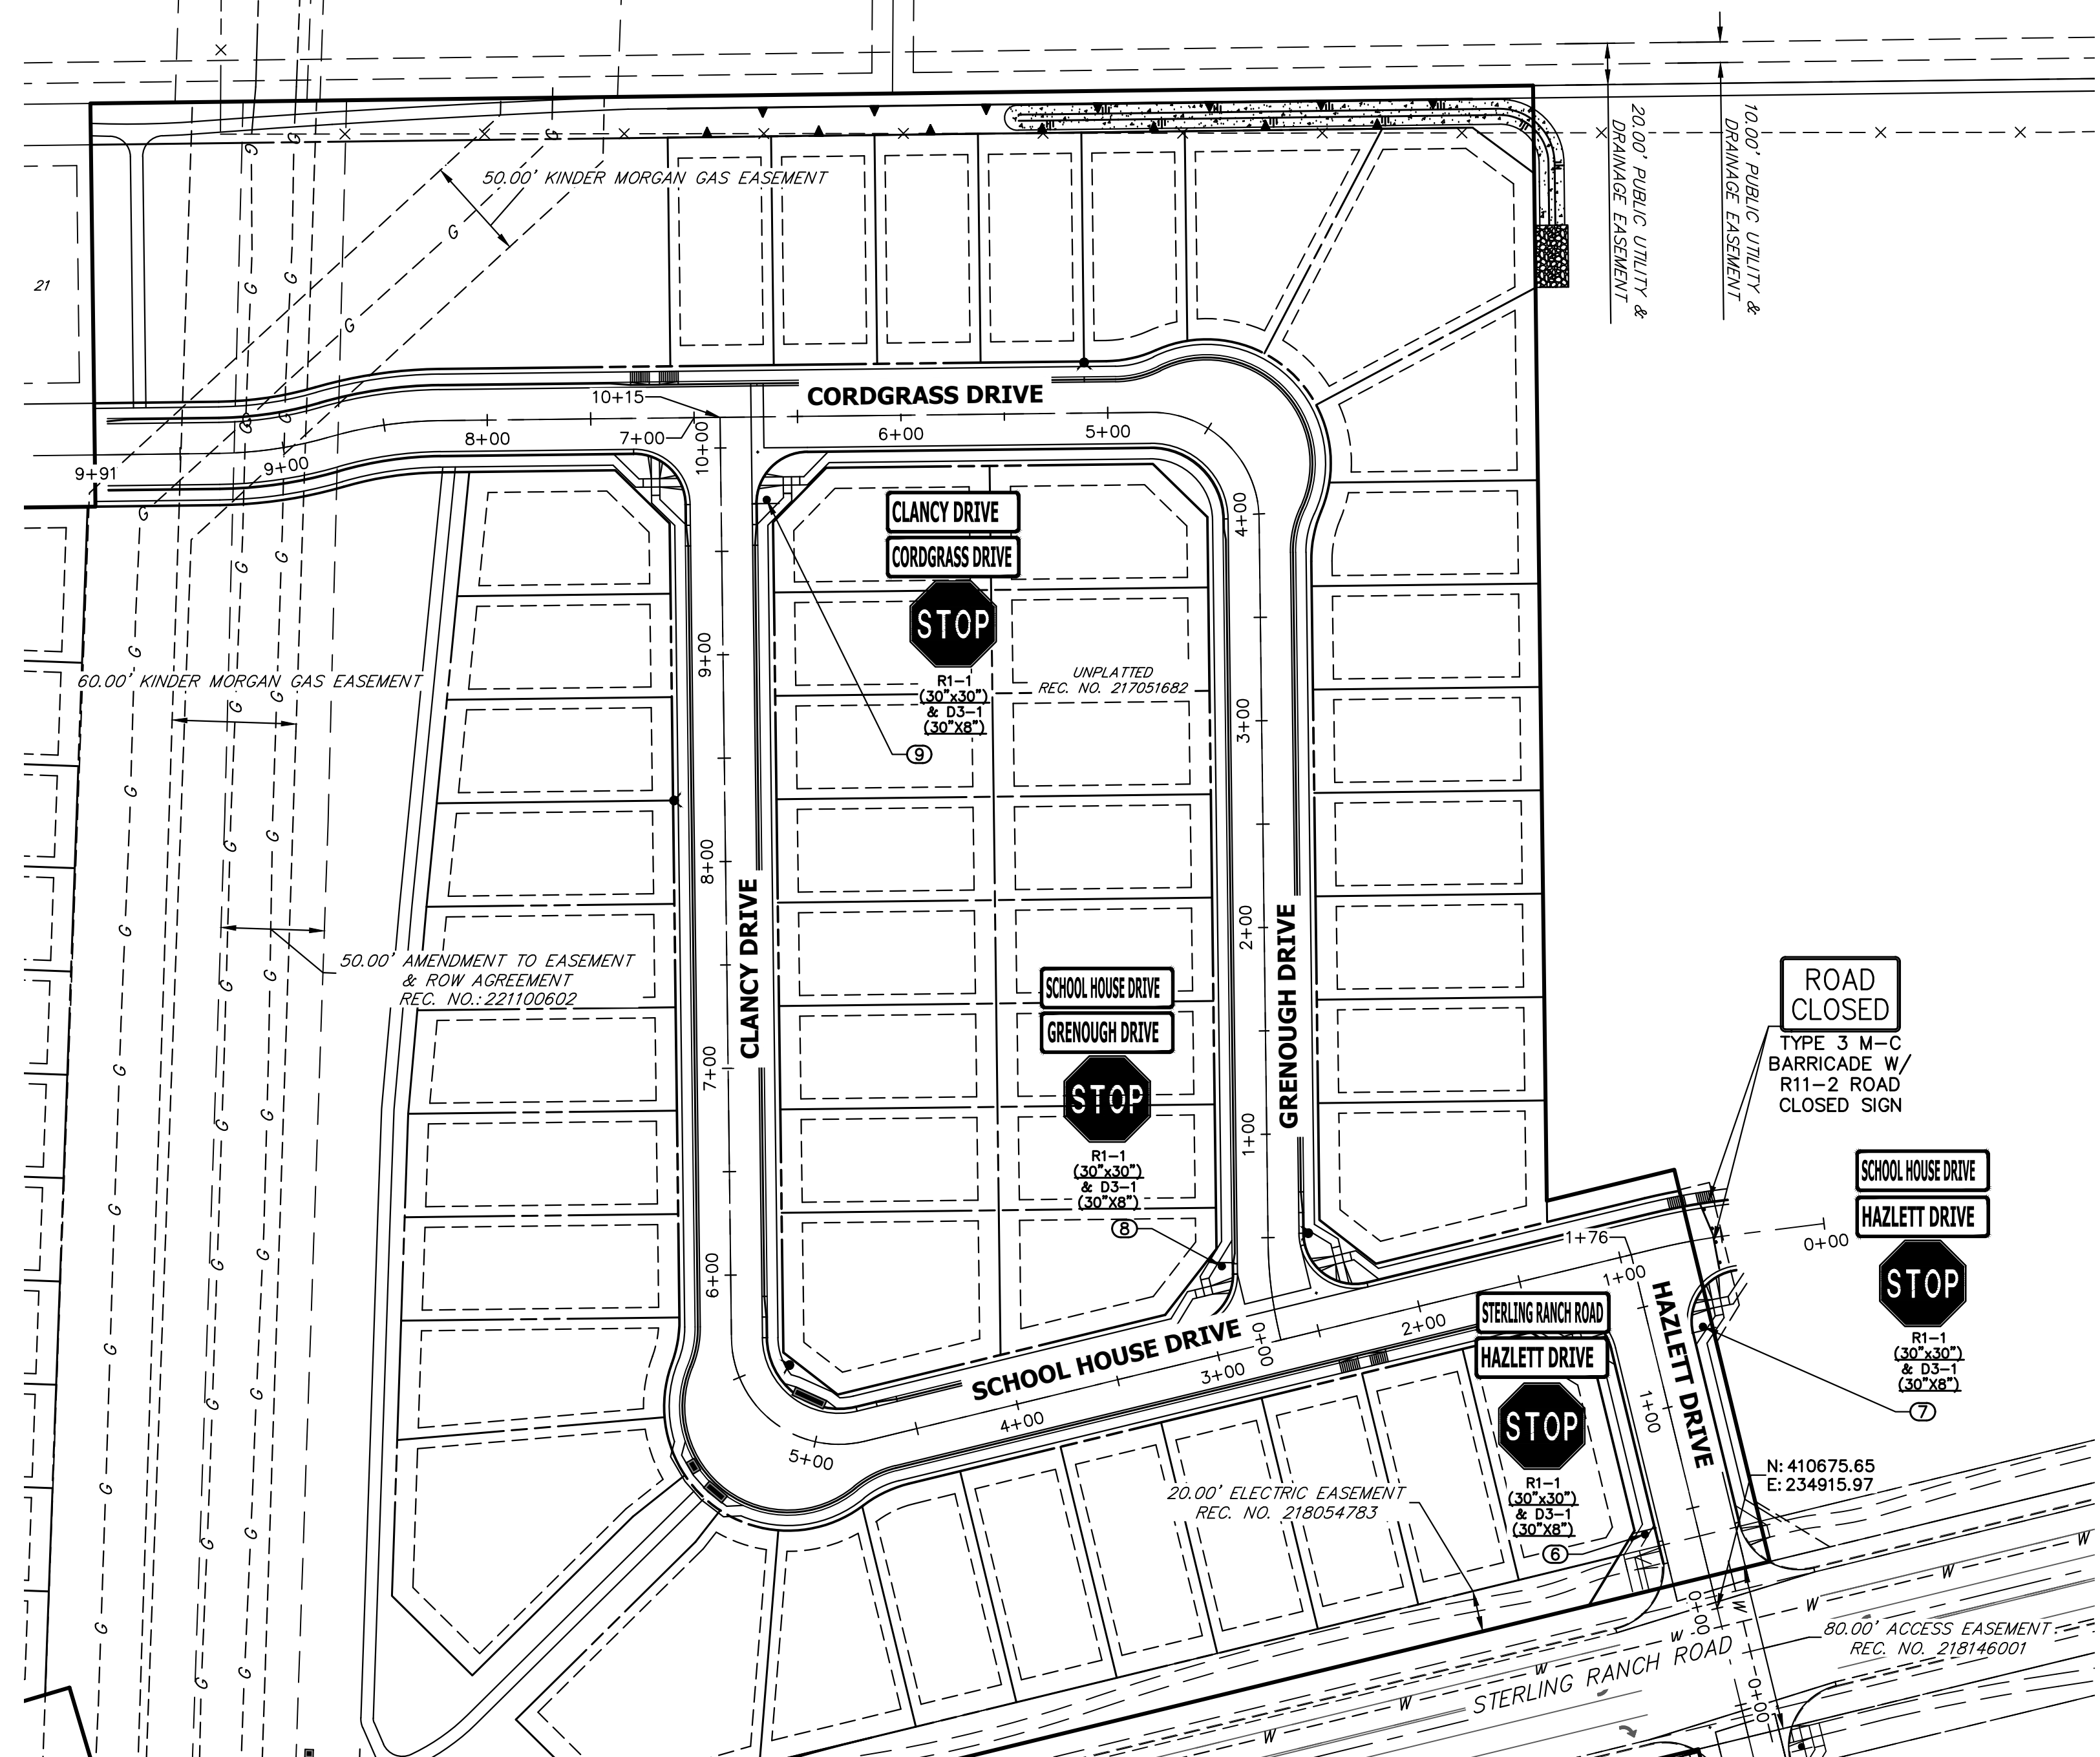 20.00' PUBLIC UTILITY &
DRAINAGE EASEMENT
10.00' PUBLIC UTILITY &
DRAINAGE EASEMENT
50.00' KINDER MORGAN GAS EASEMENT
G
G
G
G
G
21
G
G
G
G
10+15
CORDGRASS DRIVE
8+00
7+00
10+00
6+00
5+00
9+91
9+00
G
G
G
4+00
CLANCY DRIVE
CORDGRASS DRIVE
STOP
R1-1
(30"x30")
& D3-1
(30"X8")
9
9+00
UNPLATTED
REC. NO. 217051682
60.00' KINDER MORGAN GAS EASEMENT
G
G
G
3+00
G
G
G
8+00
CLANCY DRIVE
2+00
GRENOUGH DRIVE
50.00' AMENDMENT TO EASEMENT
& ROW AGREEMENT
REC. NO.: 221100602
G
G
G
SCHOOL HOUSE DRIVE
GRENOUGH DRIVE
STOP
R1-1
(30"x30")
& D3-1
(30"X8")
8
ROAD
CLOSED
TYPE 3 M-C
BARRICADE W/
R11-2 ROAD
CLOSED SIGN
7+00
1+00
G
G
G
SCHOOL HOUSE DRIVE
HAZLETT DRIVE
STOP
R1-1
(30"x30")
& D3-1
(30"X8")
7
1+76
0+00
1+00
6+00
G
G
G
HAZLETT DRIVE
STERLING RANCH ROAD
HAZLETT DRIVE
STOP
R1-1
(30"x30")
& D3-1
(30"X8")
6
0+00
2+00
SCHOOL HOUSE DRIVE
3+00
4+00
5+00
1+00
G
G
G
N: 410675.65
E: 234915.97
20.00' ELECTRIC EASEMENT
REC. NO. 218054783
G
G
G
W
W
W
W
W
W
W
W
0+00
0+00
80.00' ACCESS EASEMENT
REC. NO. 218146001
STERLING RANCH ROAD
G
G
G